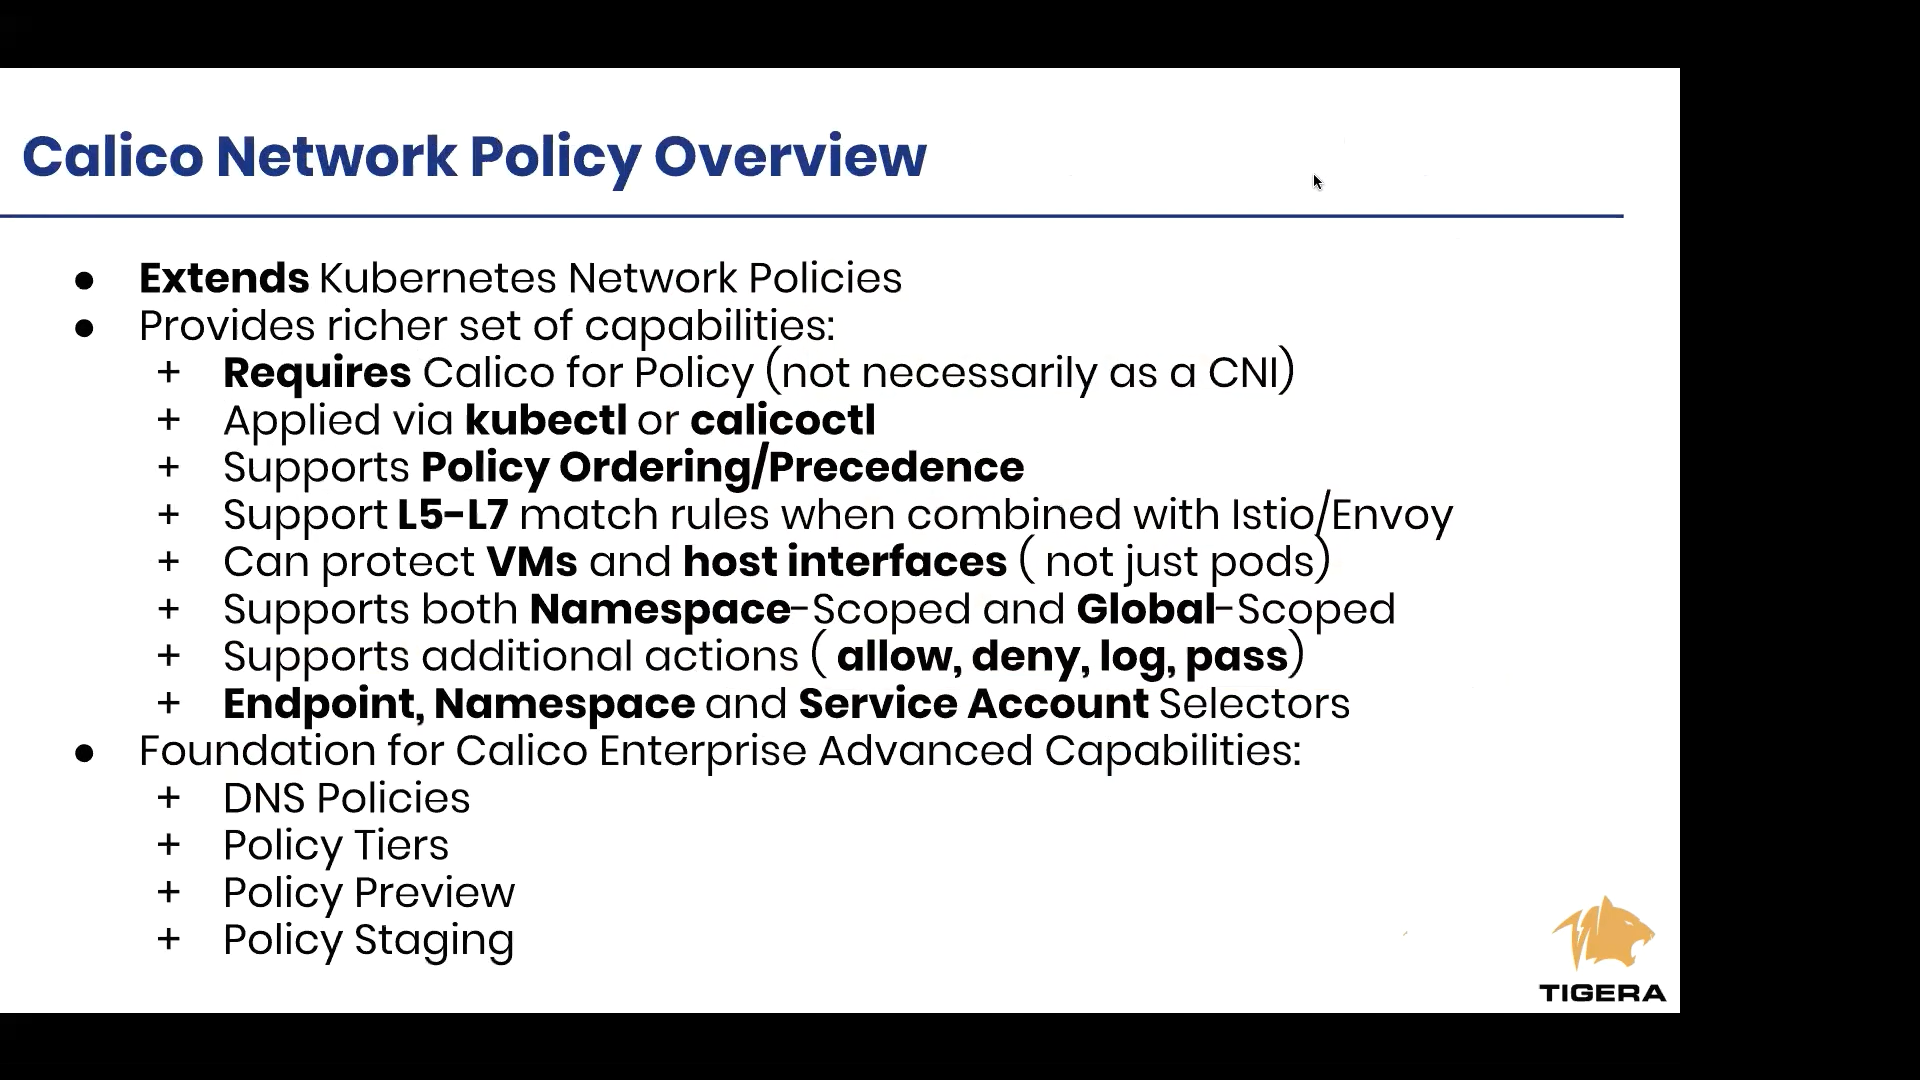 Calico Network Policy Overview
● Extends Kubernetes Network Policies
● Provides richer set of capabilities:
+ Requires Calico for Policy (not necessarily as a CNI)
+ Applied via kubectl or calicoctl
+ Supports Policy Ordering/Precedence
+ Support L5-L7 match rules when combined with Istio/Envoy
+ Can protect VMs and host interfaces ( not just pods)
+ Supports both Namespace-Scoped and Global-Scoped
+ Supports additional actions ( allow, deny, log, pass)
+ Endpoint, Namespace and Service Account Selectors
● Foundation for Calico Enterprise Advanced Capabilities:
+ DNS Policies
+ Policy Tiers
+ Policy Preview
+ Policy Staging
TIGERA